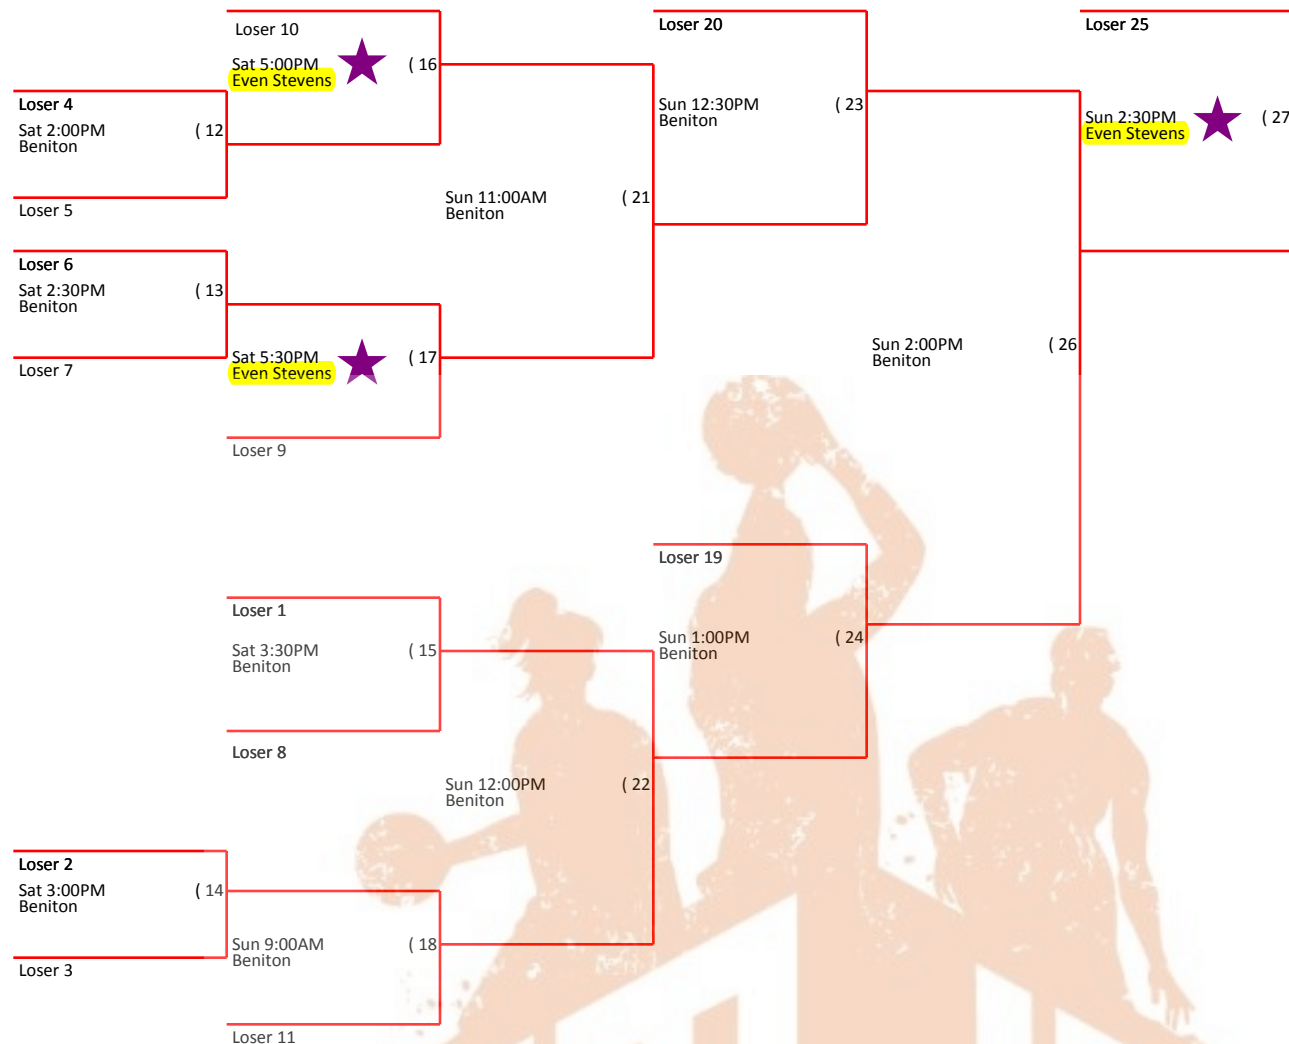 Loser 10
Sat 5:00PM
Even Stevens
( 16
Loser 4
Sat 2:00PM
Beniton
( 12
Loser 5
Loser 6
Sat 2:30PM
Beniton
( 13
Loser 7
Sat 5:30PM
Even Stevens
( 17
Loser 9
Sun 11:00AM
Beniton
( 21
Loser 20
Sun 12:30PM
Beniton
( 23
Loser 25
Sun 2:30PM
Even Stevens
( 27
Sun 2:00PM
Beniton
( 26
Loser 19
Sun 1:00PM
Beniton
( 24
Loser 1
Sat 3:30PM
Beniton
( 15
Loser 8
Sun 12:00PM
Beniton
( 22
Loser 2
Sat 3:00PM
Beniton
( 14
Loser 3
Sun 9:00AM
Beniton
( 18
Loser 11